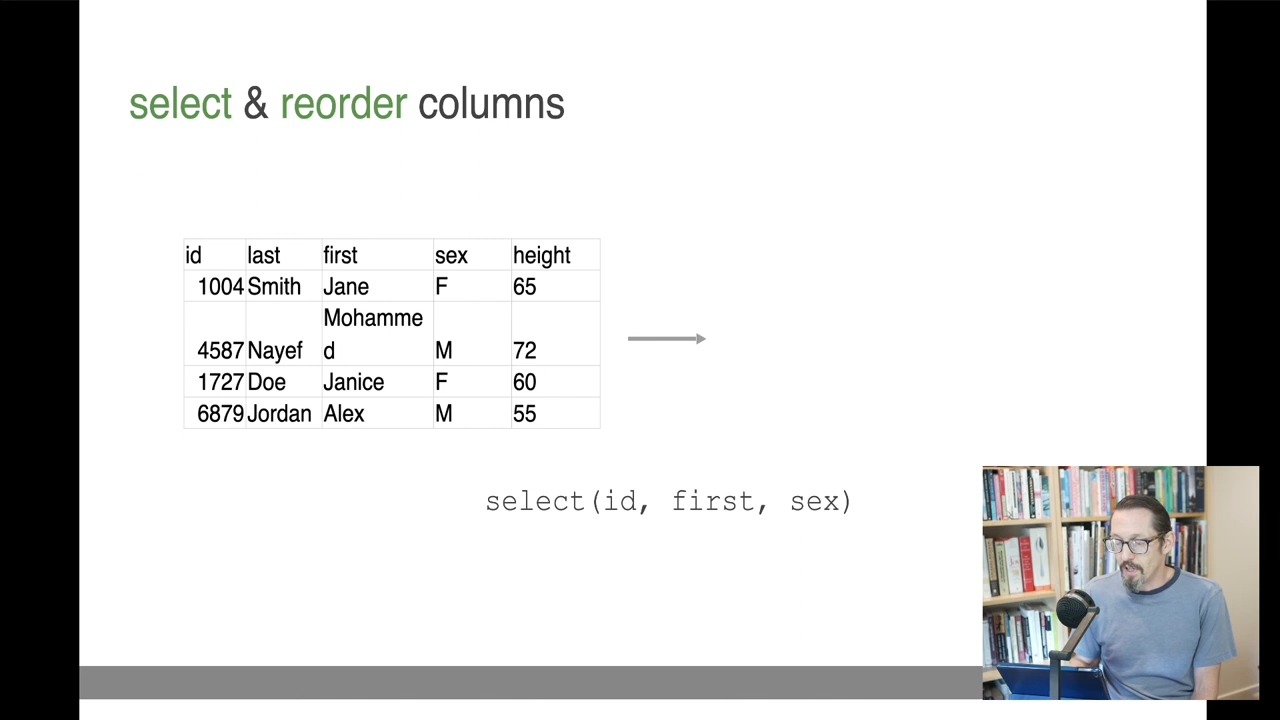 select & reorder columns
id last first sex height
1004 Smith Jane F 65
Mohamme
4587 Nayef d M 72
1727 Doe Janice F 60
6879 Jordan Alex M 55
select(id, first, sex)